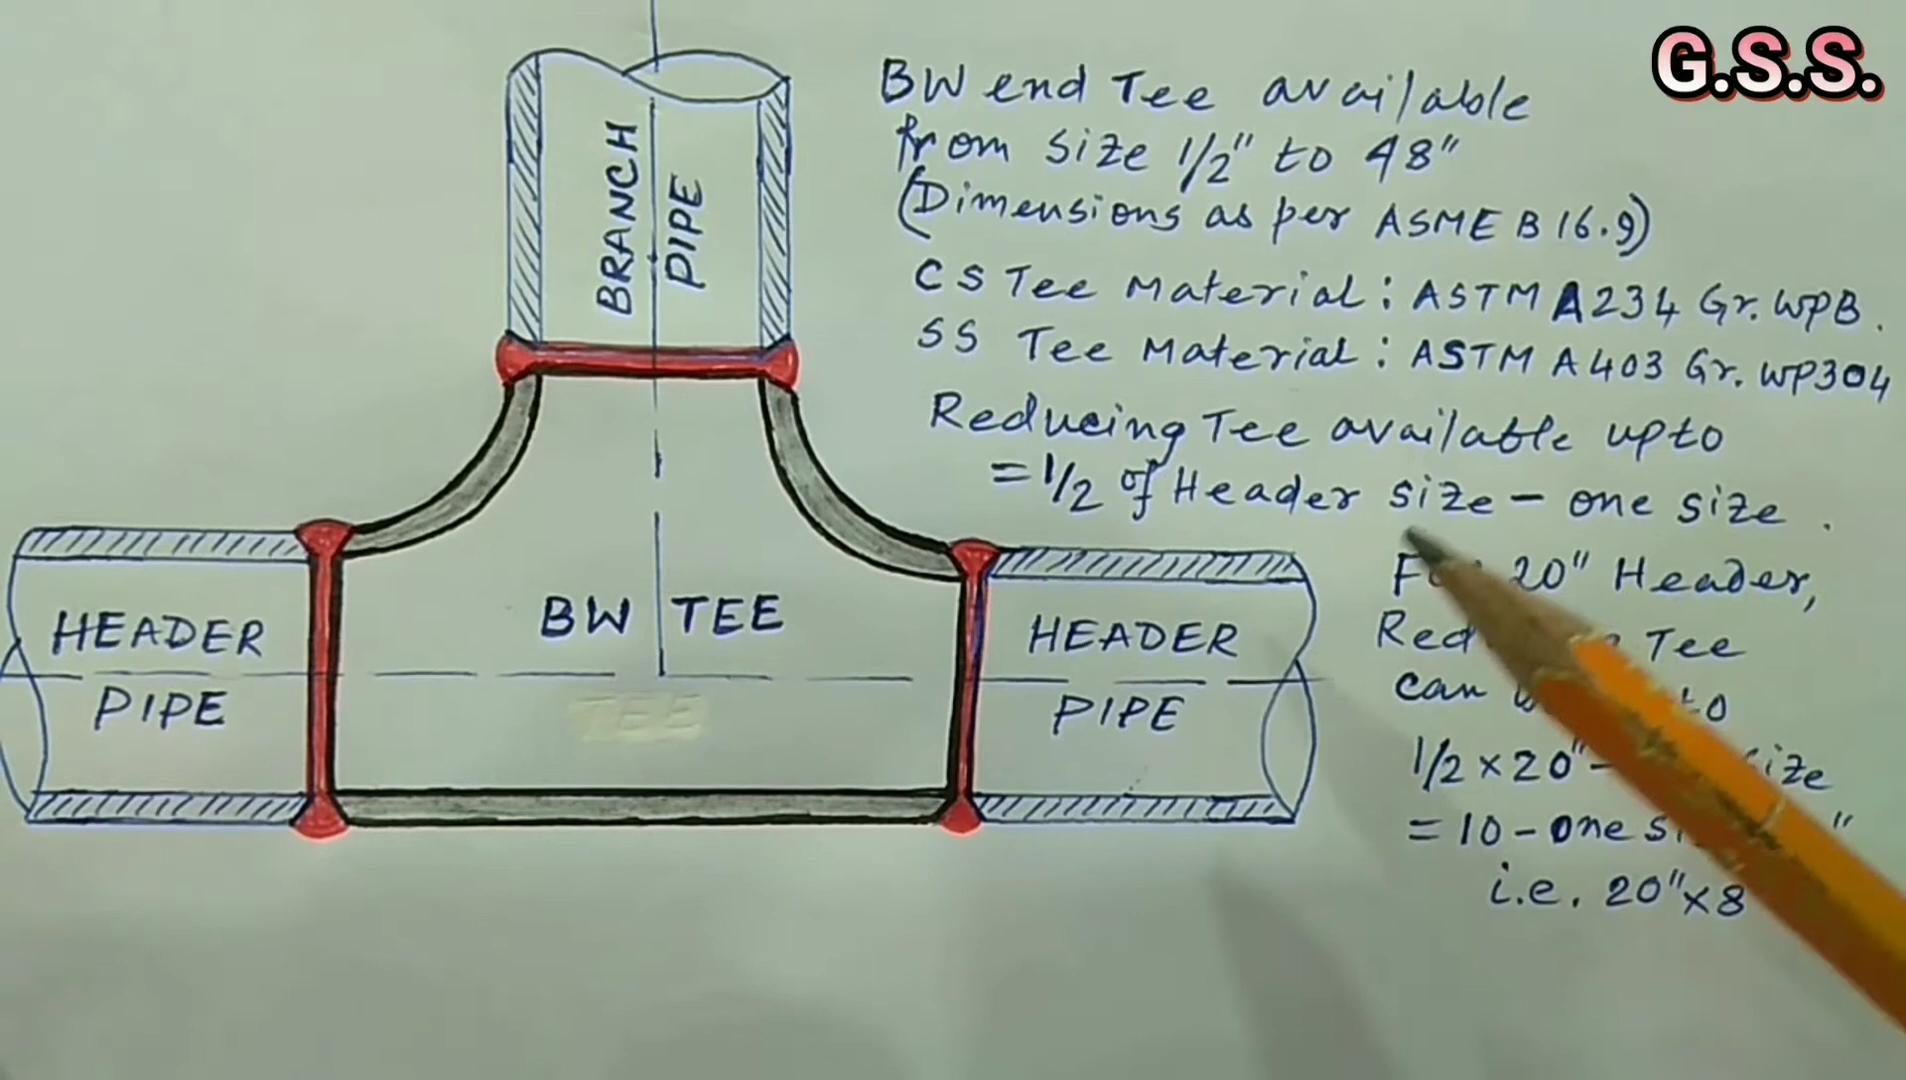 G.S.S.
BW end Tee available
from size 1/2" to 48"
(Dimensions as per ASME B 16.9)
CS Tee Material : ASTM A234 Gr. WPB.
SS Tee Material : ASTM A403 Gr. WP304
Reducing Tee available upto
= 1/2 of Header size - one size.
20" Header,
Tee
can
1/2 x 20" -
= 10 - one
i.e. 20" x 8
BRANCH
PIPE
BW TEE
TEE
HEADER
PIPE
HEADER
PIPE